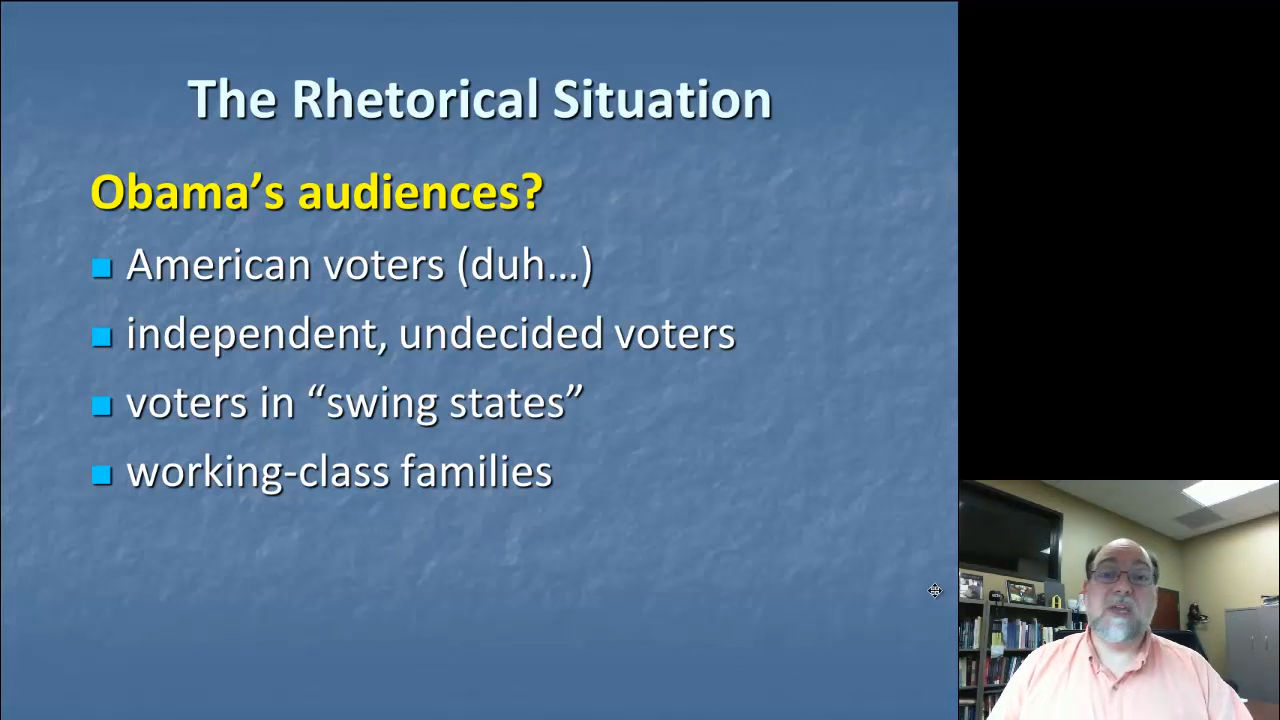 The Rhetorical Situation
Obama’s audiences?
American voters (duh…)
independent, undecided voters
voters in “swing states”
working-class families